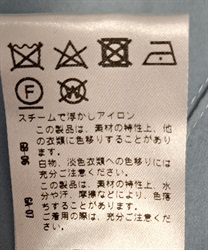 F W
スチームで浮かしアイロン
この製品は、素材の特性上、他
の衣類に色移りすることがあり
ます。
白物、淡色衣類への色移りには
充分ご注意ください。
この製品は、素材の特性上、水
分や汗、摩擦などにより、色落
ちすることがあります。
ご着用の際は、充分ご注意くだ
さい。